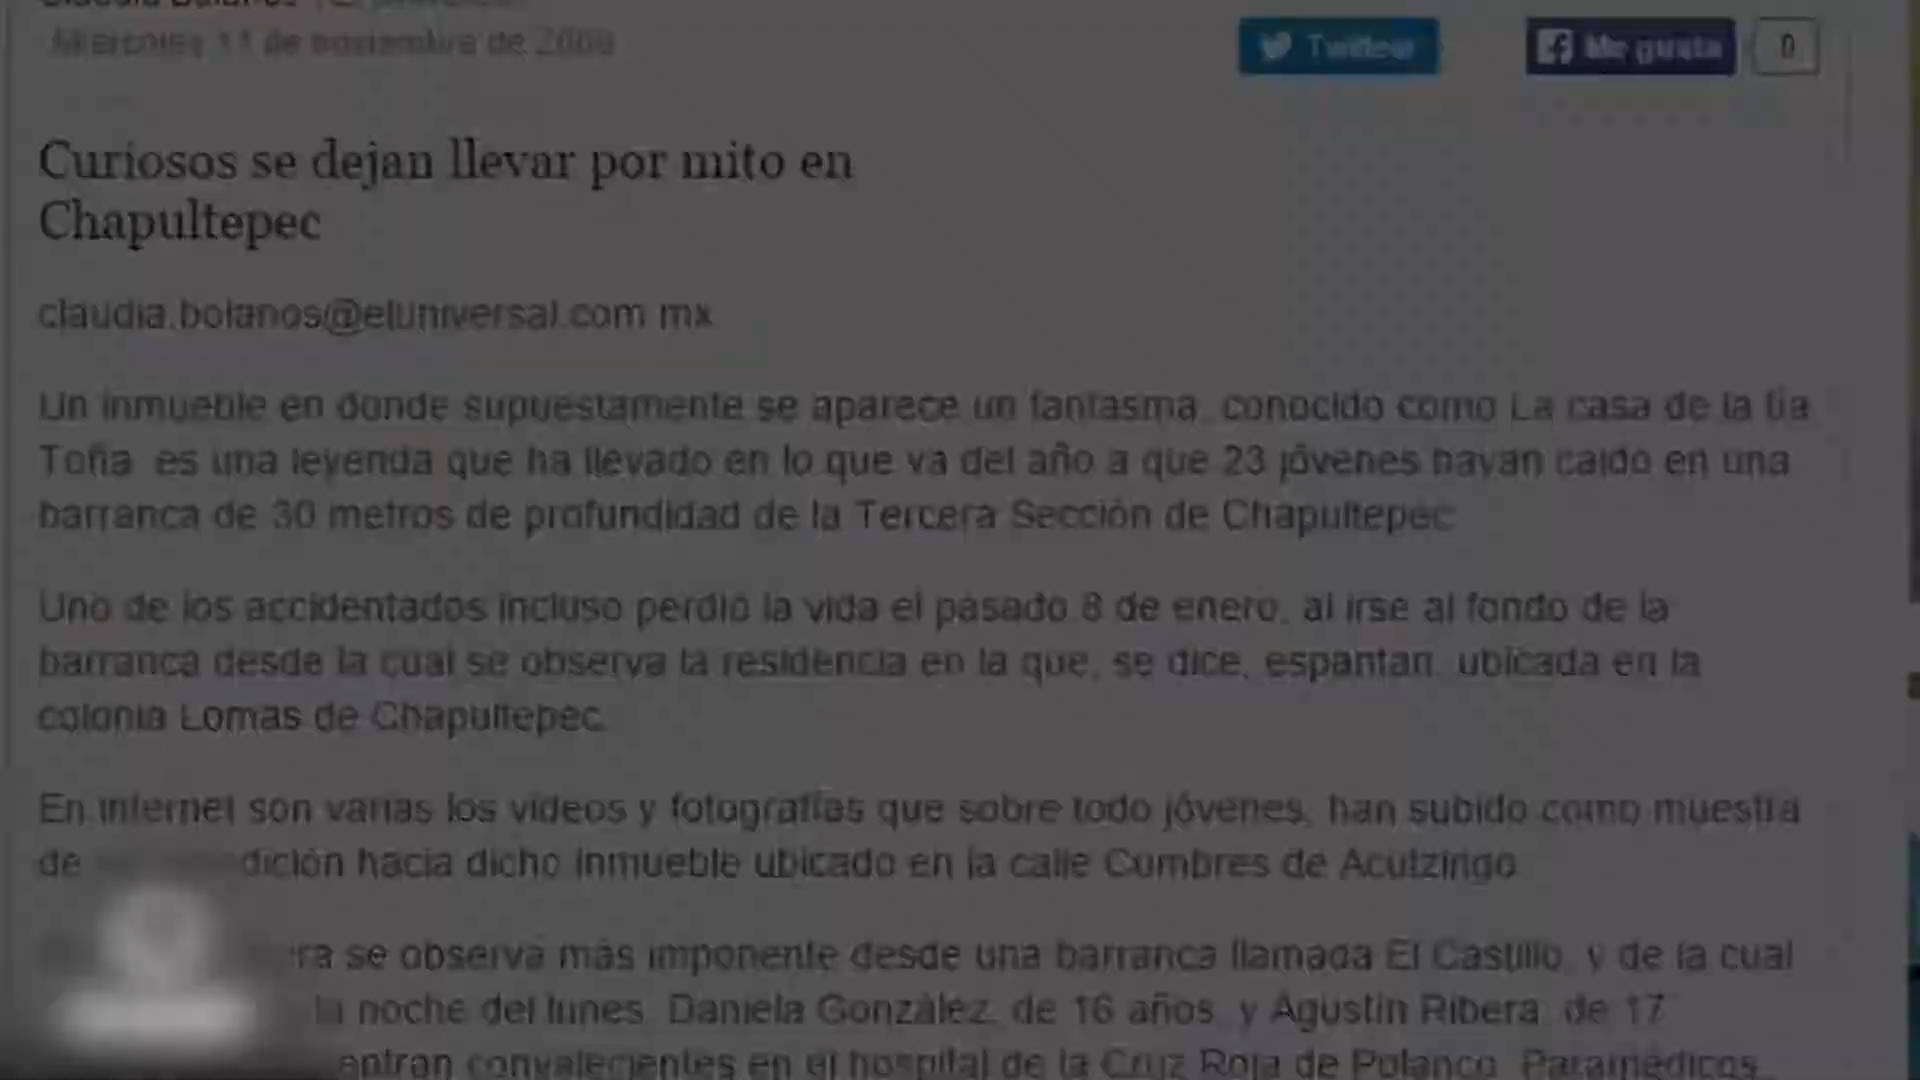 Miércoles 11 de noviembre de 2009
Twittear
Me gusta
0
Curiosos se dejan llevar por mito en
Chapultepec
claudia.bolanos@eluniversal.com.mx
Un inmueble en donde supuestamente se aparece un fantasma, conocido como La casa de la tía
Toña, es una leyenda que ha llevado en lo que va del año a que 23 jóvenes hayan caído en una
barranca de 30 metros de profundidad de la Tercera Sección de Chapultepec.
Uno de los accidentados incluso perdió la vida el pasado 8 de enero, al irse al fondo de la
barranca desde la cual se observa la residencia en la que, se dice, espantan, ubicada en la
colonia Lomas de Chapultepec.
En internet son varias los videos y fotografías que sobre todo jóvenes, han subido como muestra
de dición hacia dicho inmueble ubicado en la calle Cumbres de Acultzingo.
ra se observa más imponente desde una barranca llamada El Castillo, y de la cual
la noche del lunes, Daniela González, de 16 años, y Agustín Ribera, de 17
entran convalecientes en el hospital de la Cruz Roja de Polanco. Paramédicos